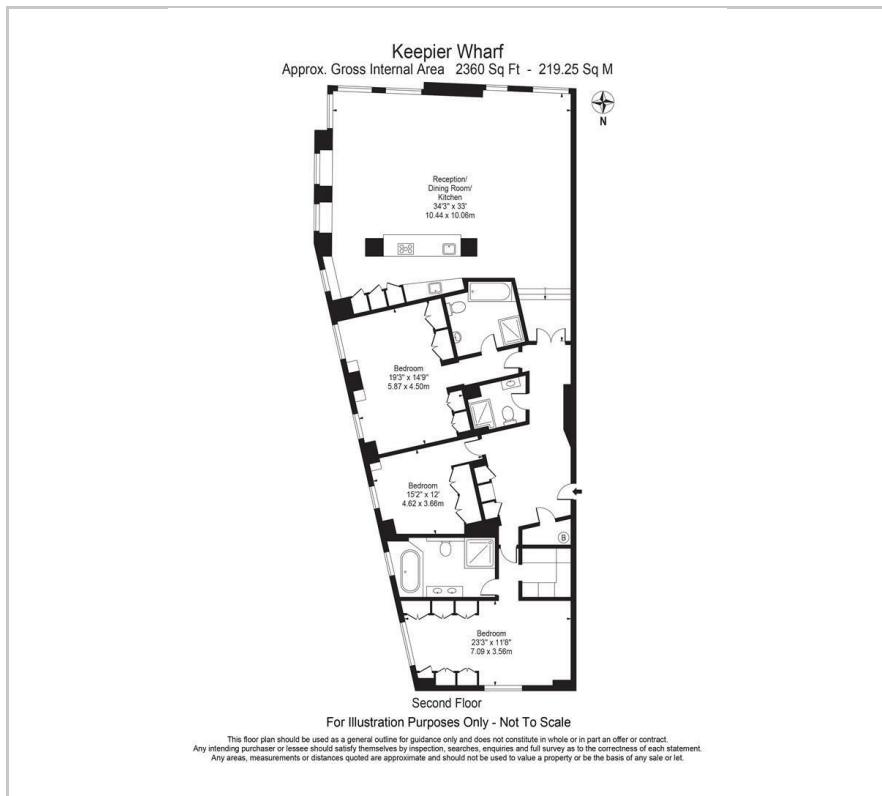 Keepier Wharf
Approx. Gross Internal Area 2360 Sq Ft - 219.25 Sq M
N
Reception/
Dining Room/
Kitchen
34'3" x 33'
10.44 x 10.06m
Bedroom
19'3" x 14'9"
5.87 x 4.50m
Bedroom
15'2" x 12'
4.62 x 3.66m
B
Bedroom
23'3" x 11'8"
7.09 x 3.56m
Second Floor
For Illustration Purposes Only - Not To Scale
This floor plan should be used as a general outline for guidance only and does not constitute in whole or in part an offer or contract.
Any intending purchaser or lessee should satisfy themselves by inspection, searches, enquiries and full survey as to the correctness of each statement.
Any areas, measurements or distances quoted are approximate and should not be used to value a property or be the basis of any sale or let.